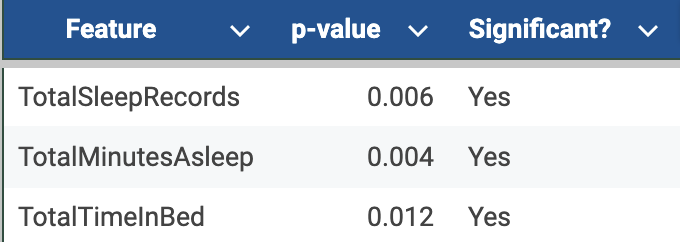 Feature p-value Significant?
TotalSleepRecords 0.006 Yes
TotalMinutesAsleep 0.004 Yes
TotalTimeInBed 0.012 Yes